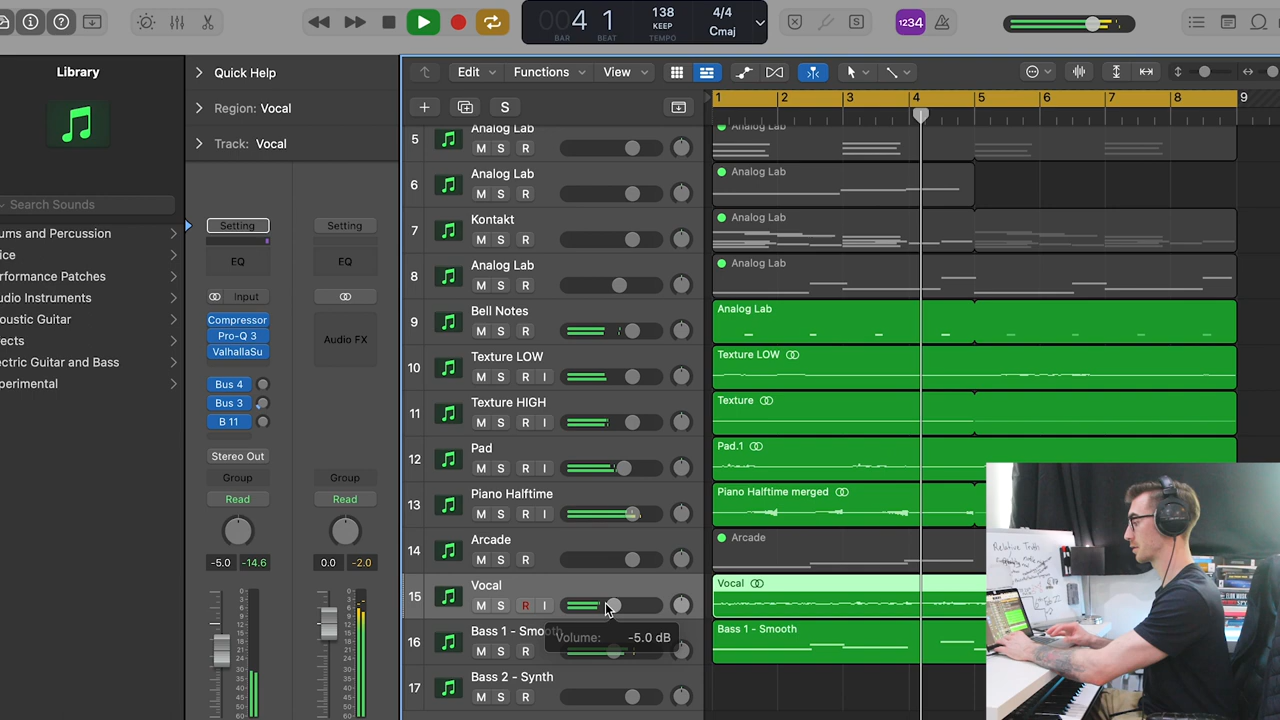 4 1
BAR BEAT
138
KEEP
TEMPO
4/4
Cmaj
1234
Library
Search Sounds
ums and Percussion
ice
erformance Patches
udio Instruments
oustic Guitar
ects
ectric Guitar and Bass
perimental
Quick Help
Region: Vocal
Track: Vocal
Setting
EQ
Input
Compressor
Pro-Q 3
ValhallaSu
Bus 4
Bus 3
B 11
Stereo Out
Group
Read
-5.0 -14.6
Setting
EQ
Audio FX
Group
Read
0.0 -2.0
Edit Functions View
S
1 2 3 4 5 6 7 8 9
5 Analog Lab
M S R
Analog Lab
6 Analog Lab
M S R
Analog Lab
7 Kontakt
M S R
Analog Lab
8 Analog Lab
M S R
Analog Lab
9 Bell Notes
M S R
Analog Lab
10 Texture LOW
M S R I
Texture LOW
11 Texture HIGH
M S R I
Texture
12 Pad
M S R I
Pad.1
13 Piano Halftime
M S R I
Piano Halftime merged
14 Arcade
M S R
Arcade
15 Vocal
M S R I
Vocal
Volume: -5.0 dB
16 Bass 1 - Smooth
M S R
Bass 1 - Smooth
17 Bass 2 - Synth
M S R
Relative Truth